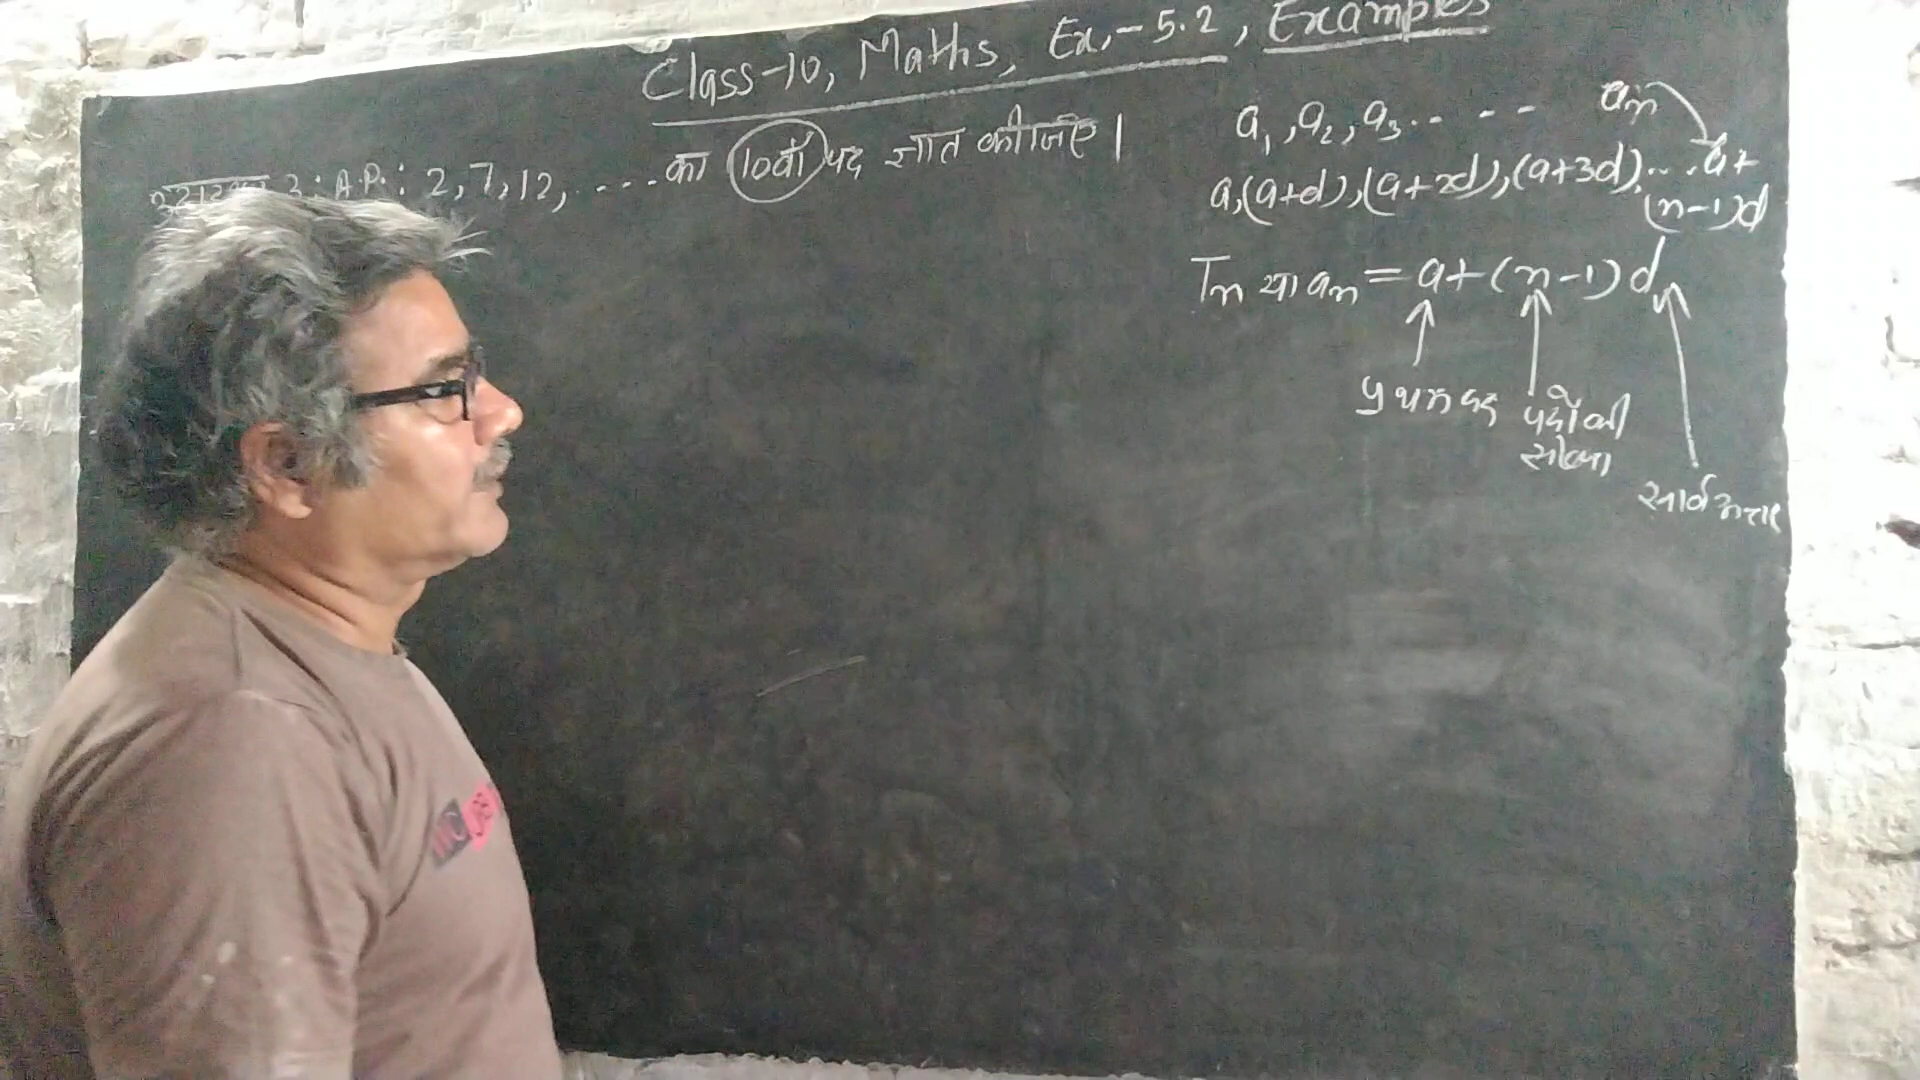 Class-10, Maths, Ex.-5.2, Examples
3: A.P.: 2,7,12, .... का 10वाँ पद ज्ञात कीजिए।
a₁, a₂, a₃ - - - - - aₙ
a,(a+d),(a+2d),(a+3d),....a+
(n-1)d
Tₙ या aₙ = a+(n-1)d
प्रथम पद
पदों की
संख्या
सार्व अन्तर